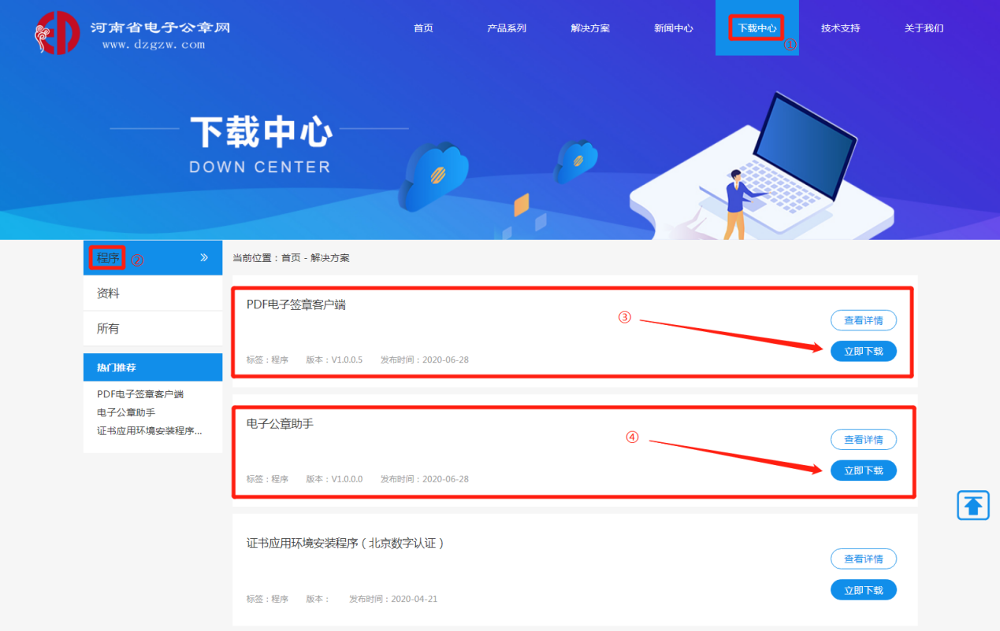 河南省电子公章网
www.dzgzw.com
首页 产品系列 解决方案 新闻中心 下载中心 技术支持 关于我们
①
下载中心
DOWN CENTER
程序 ②
当前位置：首页 - 解决方案
资料
所有
热门推荐
PDF电子签章客户端
电子公章助手
证书应用环境安装程序...
PDF电子签章客户端
③
查看详情
立即下载
标签：程序 版本：V1.0.0.5 发布时间：2020-06-28
电子公章助手
④
查看详情
立即下载
标签：程序 版本：V1.0.0.0 发布时间：2020-06-28
证书应用环境安装程序（北京数字认证）
查看详情
立即下载
标签：程序 版本： 发布时间：2020-04-21